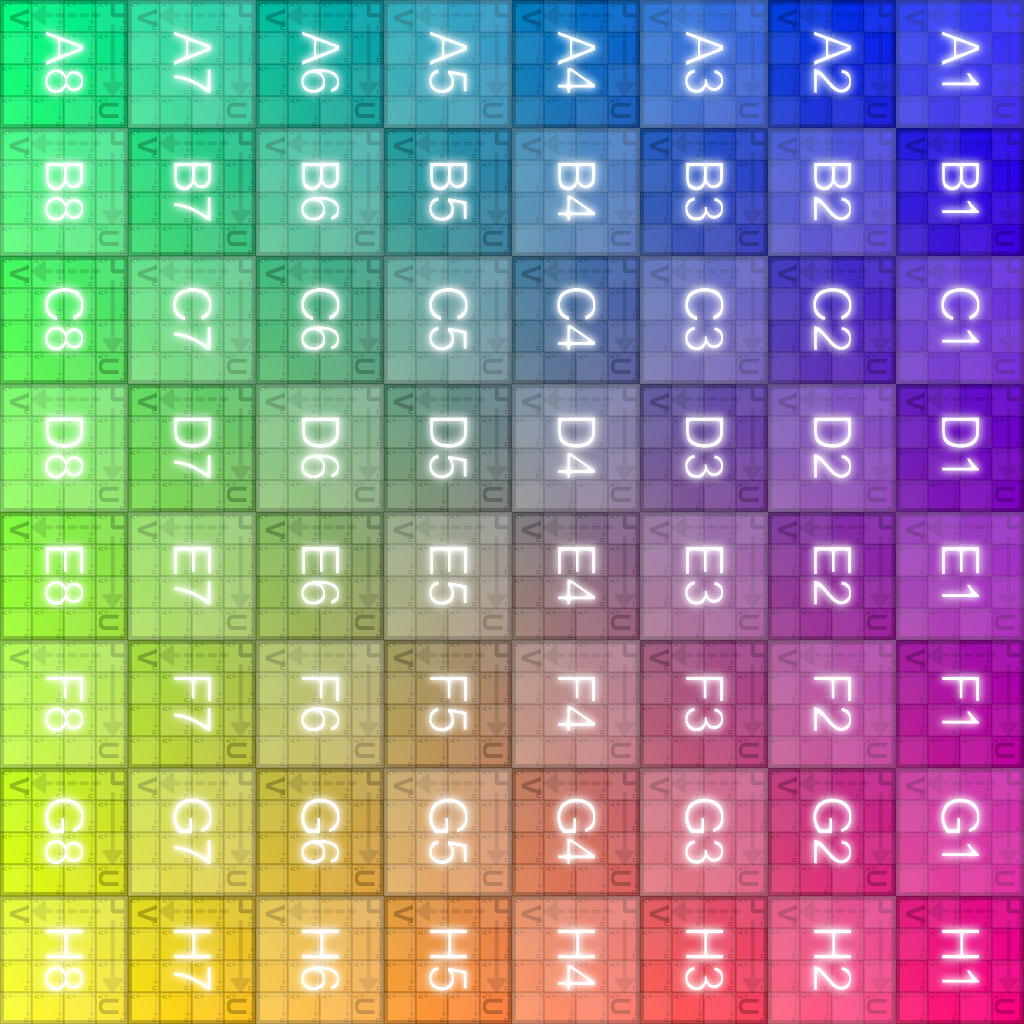 A1 B1 C1 D1 E1 F1 G1 H1
A2 B2 C2 D2 E2 F2 G2 H2
A3 B3 C3 D3 E3 F3 G3 H3
A4 B4 C4 D4 E4 F4 G4 H4
A5 B5 C5 D5 E5 F5 G5 H5
A6 B6 C6 D6 E6 F6 G6 H6
A7 B7 C7 D7 E7 F7 G7 H7
A8 B8 C8 D8 E8 F8 G8 H8